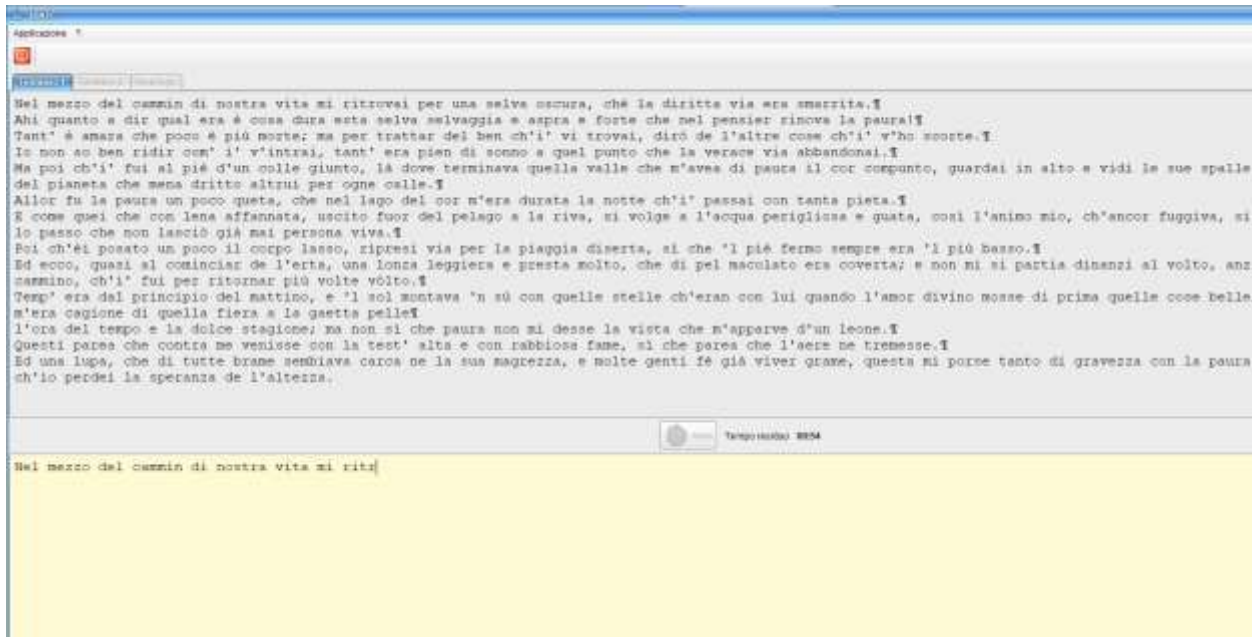 Applicazione ?
Nel mezzo del cammin di nostra vita mi ritrovai per una selva oscura, ché la diritta via era smarrita.¶
Ahi quanto a dir qual era è cosa dura esta selva selvaggia e aspra e forte che nel pensier rinova la paura!¶
Tant' è amara che poco è più morte; ma per trattar del ben ch'i' vi trovai, dirò de l'altre cose ch'i' v'ho scorte.¶
Io non so ben ridir com' i' v'intrai, tant' era pien di sonno a quel punto che la verace via abbandonai.¶
Ma poi ch'i' fui al piè d'un colle giunto, là dove terminava quella valle che m'avea di paura il cor compunto, guardai in alto e vidi le sue spalle
del pianeta che mena dritto altrui per ogne calle.¶
Allor fu la paura un poco queta, che nel lago del cor m'era durata la notte ch'i' passai con tanta pieta.¶
E come quei che con lena affannata, uscito fuor del pelago a la riva, si volge a l'acqua perigliosa e guata, così l'animo mio, ch'ancor fuggiva, si
lo passo che non lasciò già mai persona viva.¶
Poi ch'èi posato un poco il corpo lasso, ripresi via per la piaggia diserta, sì che 'l piè fermo sempre era 'l più basso.¶
Ed ecco, quasi al cominciar de l'erta, una lonza leggiera e presta molto, che di pel macolato era coverta; e non mi si partia dinanzi al volto, anz
cammino, ch'i' fui per ritornar più volte vòlto.¶
Temp' era dal principio del mattino, e 'l sol montava 'n sù con quelle stelle ch'eran con lui quando l'amor divino mosse di prima quelle cose belle
m'era cagione di quella fiera a la gaetta pelle¶
l'ora del tempo e la dolce stagione; ma non sì che paura non mi desse la vista che m'apparve d'un leone.¶
Questi parea che contra me venisse con la test' alta e con rabbiosa fame, sì che parea che l'aere ne tremesse.¶
Ed una lupa, che di tutte brame sembiava carca ne la sua magrezza, e molte genti fé già viver grame, questa mi porse tanto di gravezza con la paura
ch'io perdei la speranza de l'altezza.
Tempo residuo 09:54
Nel mezzo del cammin di nostra vita mi ritr